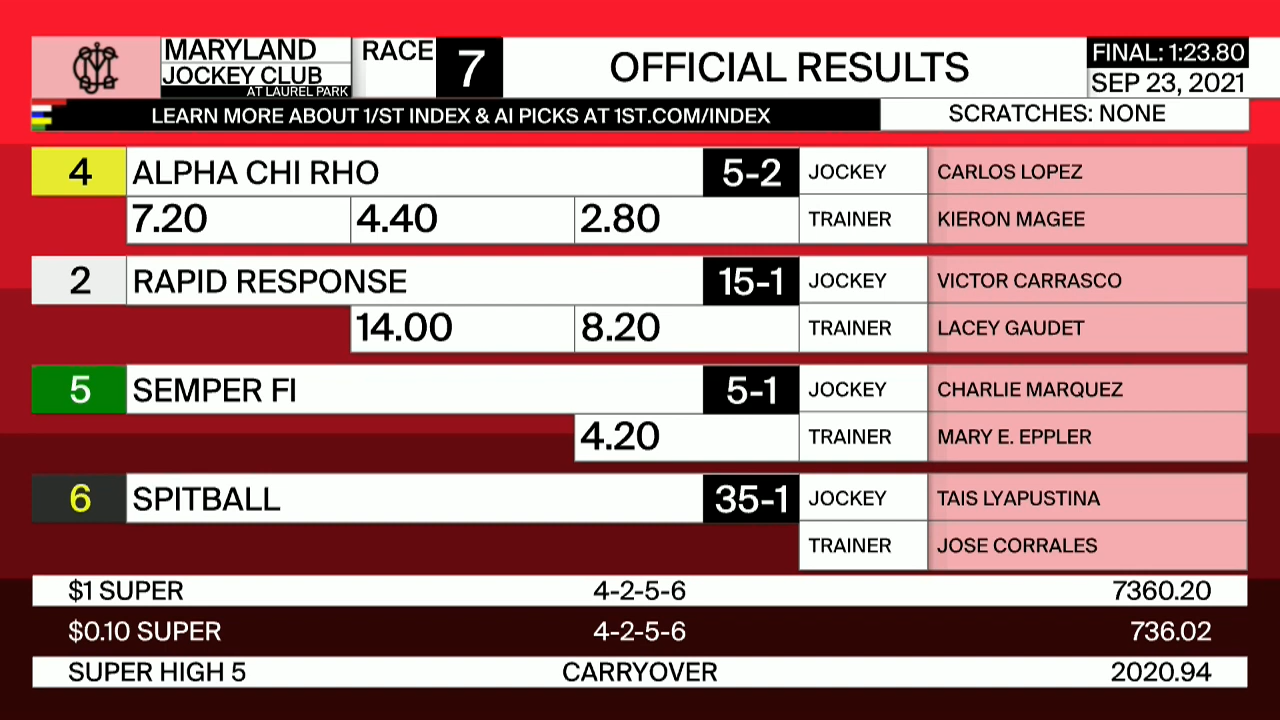 MARYLAND
JOCKEY CLUB
AT LAUREL PARK
RACE 7
OFFICIAL RESULTS
FINAL: 1:23.80
SEP 23, 2021
LEARN MORE ABOUT 1/ST INDEX & AI PICKS AT 1ST.COM/INDEX
SCRATCHES: NONE
4 ALPHA CHI RHO 5-2 JOCKEY CARLOS LOPEZ
7.20 4.40 2.80 TRAINER KIERON MAGEE
2 RAPID RESPONSE 15-1 JOCKEY VICTOR CARRASCO
14.00 8.20 TRAINER LACEY GAUDET
5 SEMPER FI 5-1 JOCKEY CHARLIE MARQUEZ
4.20 TRAINER MARY E. EPPLER
6 SPITBALL 35-1 JOCKEY TAIS LYAPUSTINA
TRAINER JOSE CORRALES
$1 SUPER 4-2-5-6 7360.20
$0.10 SUPER 4-2-5-6 736.02
SUPER HIGH 5 CARRYOVER 2020.94